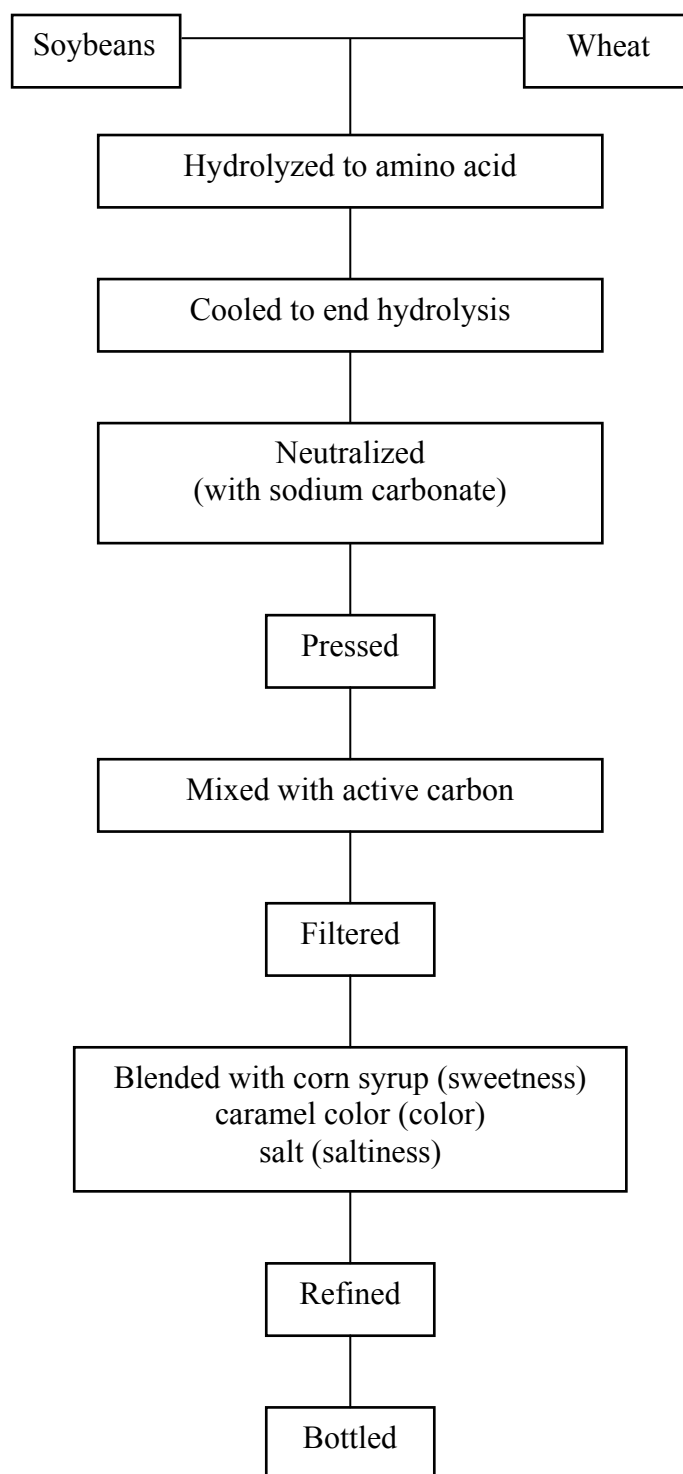 Soybeans
Wheat
Hydrolyzed to amino acid
Cooled to end hydrolysis
Neutralized
(with sodium carbonate)
Pressed
Mixed with active carbon
Filtered
Blended with corn syrup (sweetness)
caramel color (color)
salt (saltiness)
Refined
Bottled